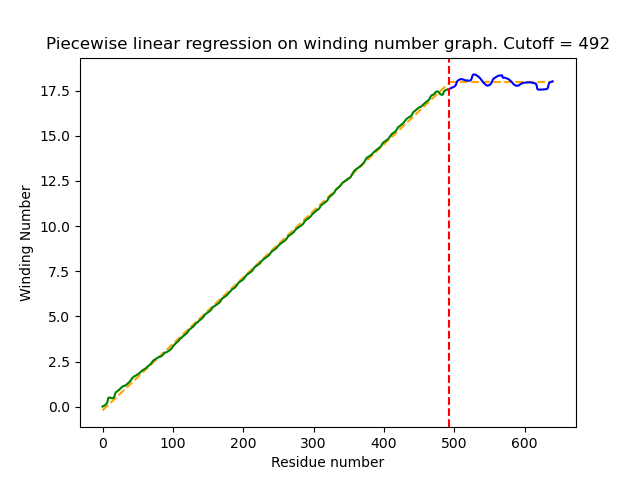 Piecewise linear regression on winding number graph. Cutoff = 492
17.5
15.0
12.5
10.0
7.5
5.0
2.5
0.0
Winding Number
0 100 200 300 400 500 600
Residue number